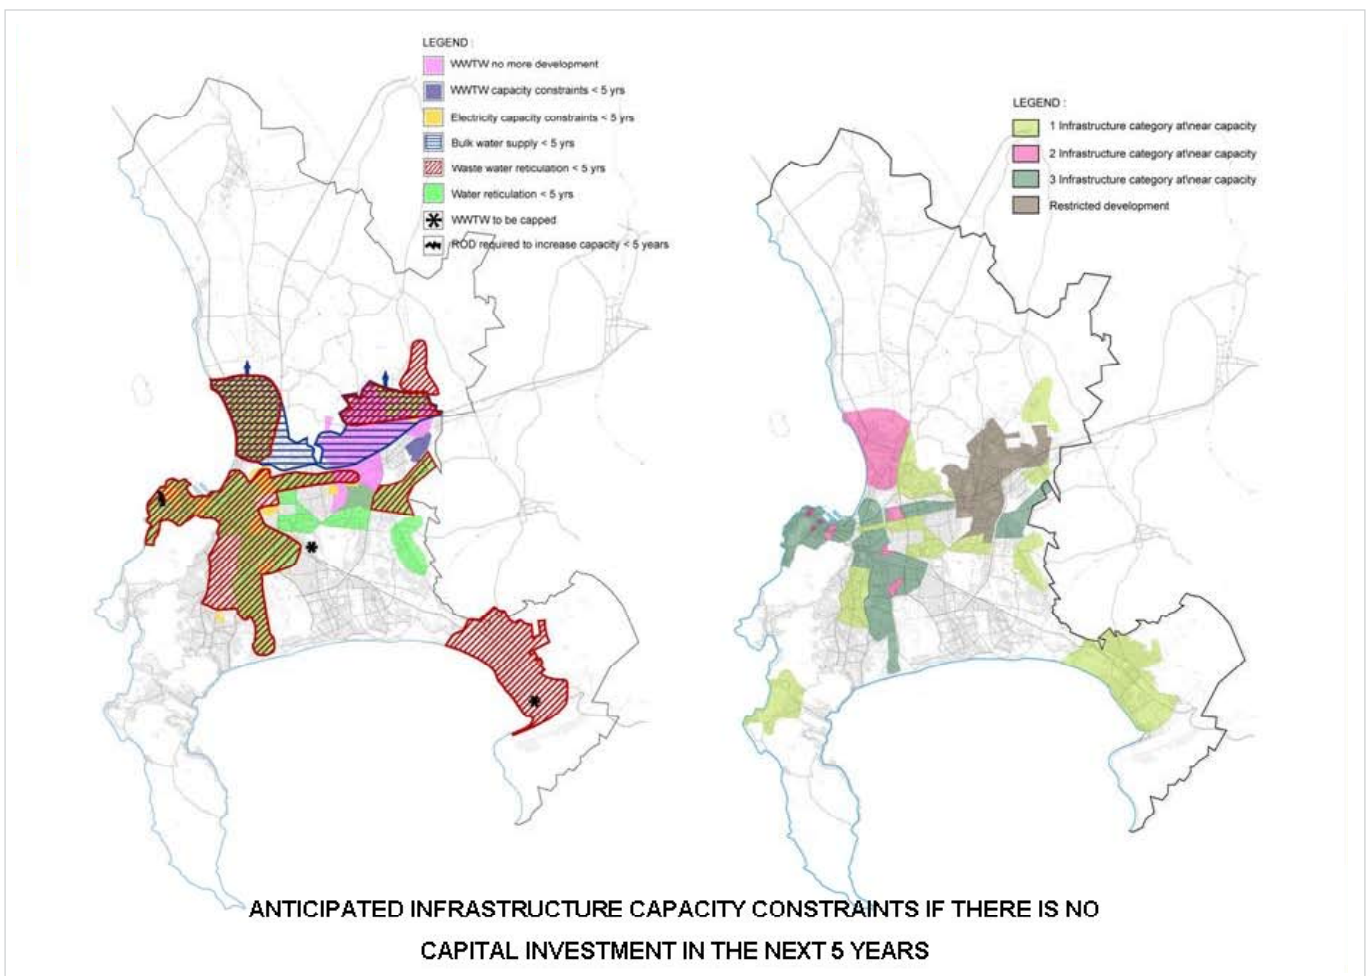 LEGEND :
WWTW no more development
WWTW capacity constraints < 5 yrs
Electricity capacity constraints < 5 yrs
Bulk water supply < 5 yrs
Waste water reticulation < 5 yrs
Water reticulation < 5 yrs
WWTW to be capped
ROD required to increase capacity < 5 years
LEGEND :
1 Infrastructure category at\near capacity
2 Infrastructure category at\near capacity
3 Infrastructure category at\near capacity
Restricted development
ANTICIPATED INFRASTRUCTURE CAPACITY CONSTRAINTS IF THERE IS NO
CAPITAL INVESTMENT IN THE NEXT 5 YEARS